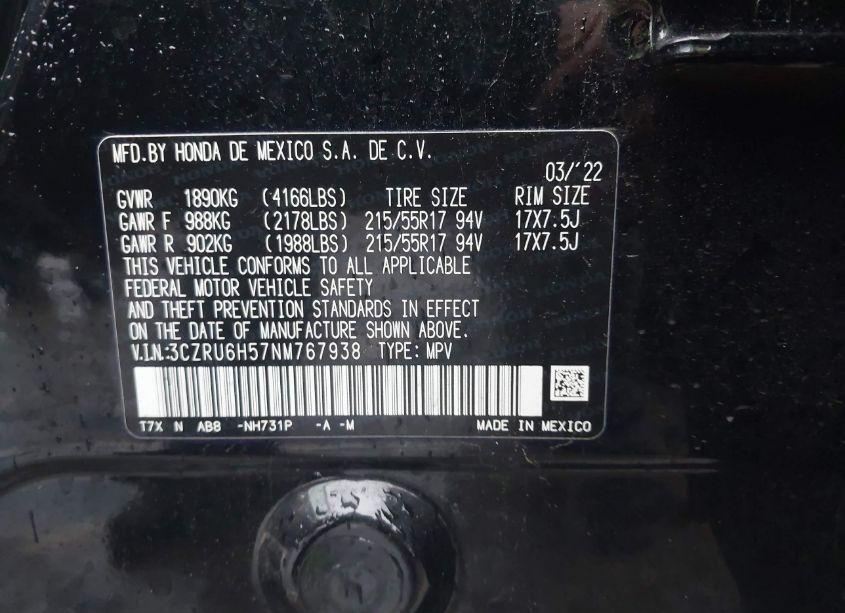 MFD.BY HONDA DE MEXICO S.A. DE C.V.
03/'22
GVWR 1890KG (4166LBS) TIRE SIZE RIM SIZE
GAWR F 988KG (2178LBS) 215/55R17 94V 17X7.5J
GAWR R 902KG (1988LBS) 215/55R17 94V 17X7.5J
THIS VEHICLE CONFORMS TO ALL APPLICABLE
FEDERAL MOTOR VEHICLE SAFETY
AND THEFT PREVENTION STANDARDS IN EFFECT
ON THE DATE OF MANUFACTURE SHOWN ABOVE.
V.I.N.:3CZRU6H57NM767938 TYPE: MPV
T7X N AB8 -NH731P -A -M MADE IN MEXICO